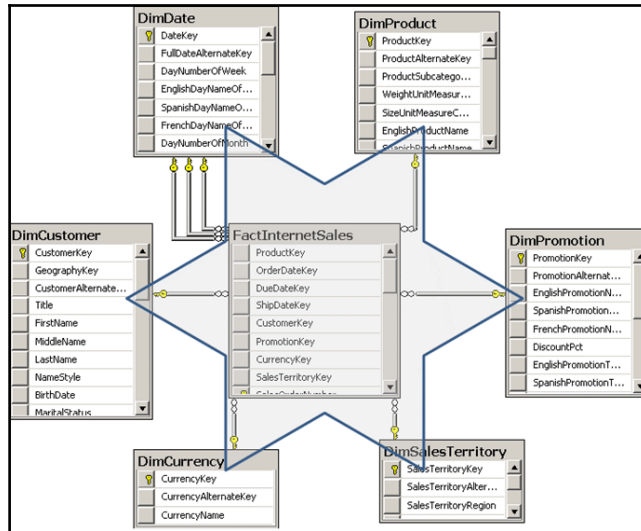 DimDate
DateKey
FullDateAlternateKey
DayNumberOfWeek
EnglishDayNameOf...
SpanishDayNameO...
FrenchDayNameOf...
DayNumberOfMonth
DimProduct
ProductKey
ProductAlternateKey
ProductSubcatego...
WeightUnitMeasur...
SizeUnitMeasureC...
EnglishProductName
SpanishProductName
DimCustomer
CustomerKey
GeographyKey
CustomerAlternate...
Title
FirstName
MiddleName
LastName
NameStyle
BirthDate
MaritalStatus
FactInternetSales
ProductKey
OrderDateKey
DueDateKey
ShipDateKey
CustomerKey
PromotionKey
CurrencyKey
SalesTerritoryKey
SalesOrderNumber
DimPromotion
PromotionKey
PromotionAlternat...
EnglishPromotionN...
SpanishPromotion...
FrenchPromotionN...
DiscountPct
EnglishPromotionT...
SpanishPromotionT...
DimCurrency
CurrencyKey
CurrencyAlternateKey
CurrencyName
DimSalesTerritory
SalesTerritoryKey
SalesTerritoryAlter...
SalesTerritoryRegion